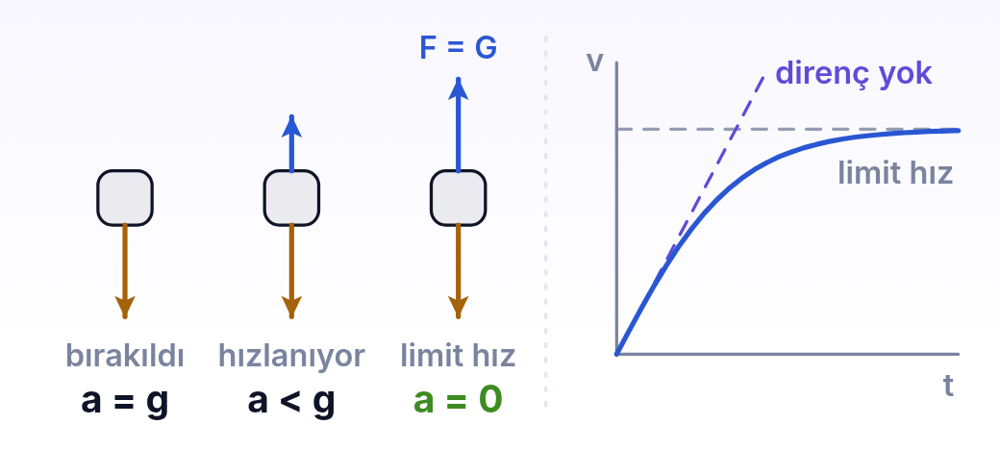 F = G
bırakıldı
a = g
hızlanıyor
a < g
limit hız
a = 0
v
direnç yok
limit hız
t